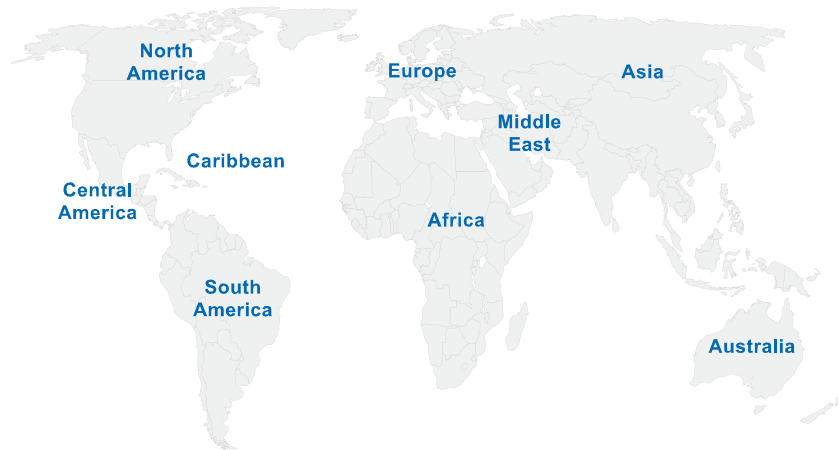 North
America
Europe
Asia
Middle
East
Caribbean
Central
America
Africa
South
America
Australia